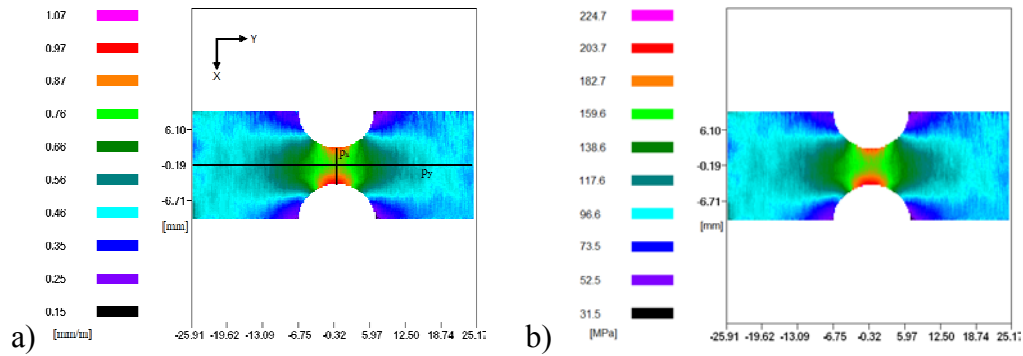 1.07
0.97
0.87
0.76
0.66
0.56
0.46
0.35
0.25
0.15
[mm/m]
Y
X
6.10
-0.19
-6.71
[mm]
px
py
-25.91 -19.62 -13.09 -6.75 -0.32 5.97 12.50 18.74 25.17
a)
224.7
203.7
182.7
159.6
138.6
117.6
96.6
73.5
52.5
31.5
[MPa]
6.10
-0.19
-6.71
[mm]
-25.91 -19.62 -13.09 -6.75 -0.32 5.97 12.50 18.74 25.17
b)